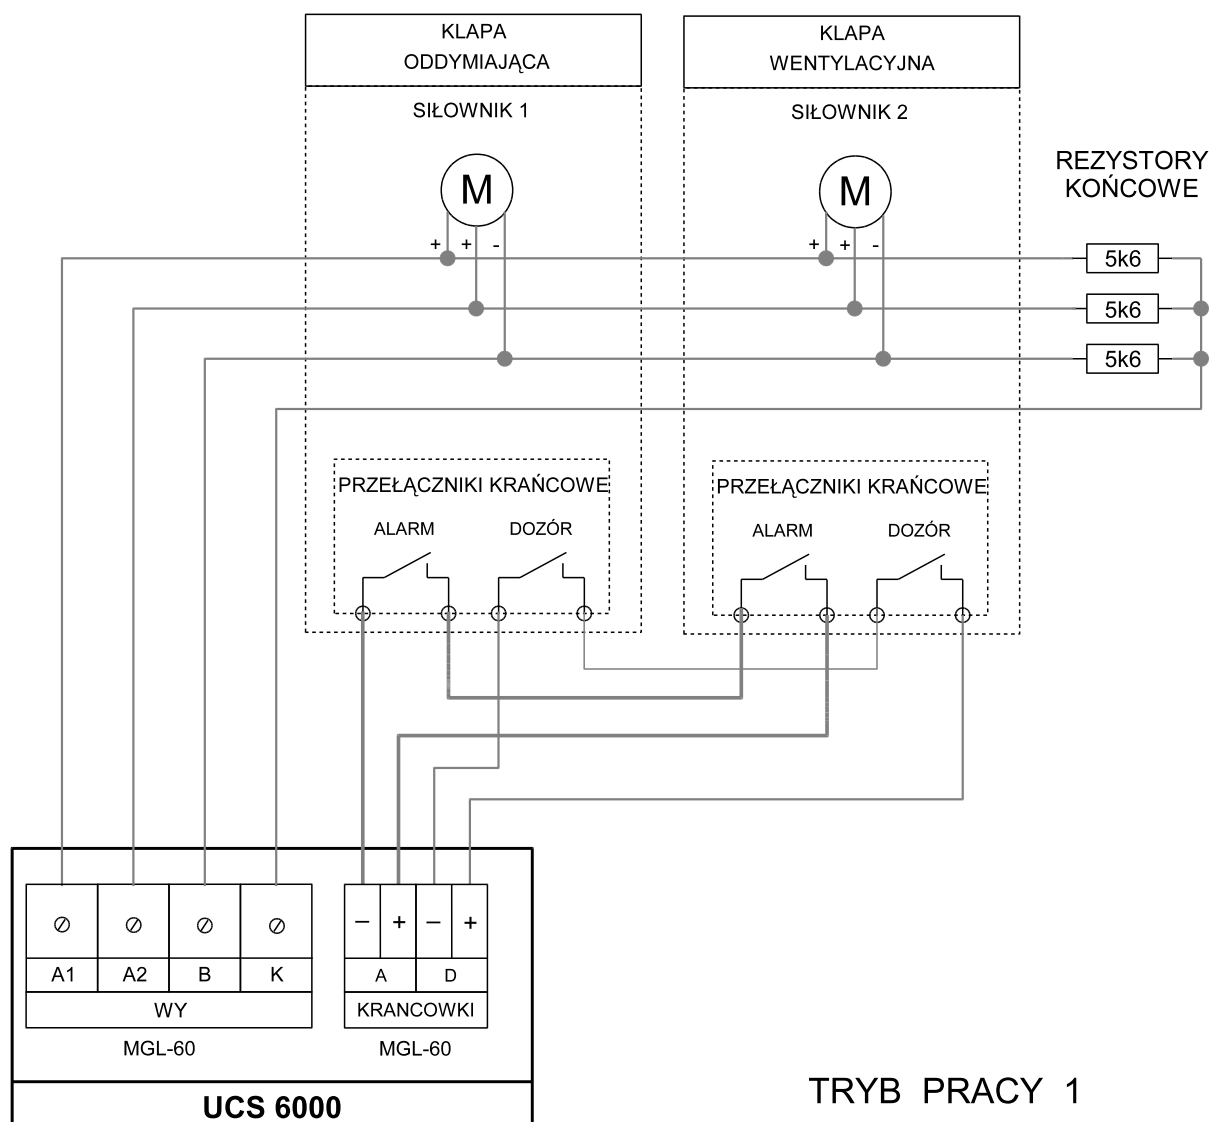 KLAPA
ODDYMIAJĄCA
KLAPA
WENTYLACYJNA
SIŁOWNIK 1
SIŁOWNIK 2
REZYSTORY
KOŃCOWE
M
M
+ + -
+ + -
5k6
5k6
5k6
PRZEŁĄCZNIKI KRAŃCOWE
ALARM DOZÓR
PRZEŁĄCZNIKI KRAŃCOWE
ALARM DOZÓR
A1 A2 B K
WY
MGL-60
− + − +
A D
KRANCOWKI
MGL-60
UCS 6000
TRYB PRACY 1